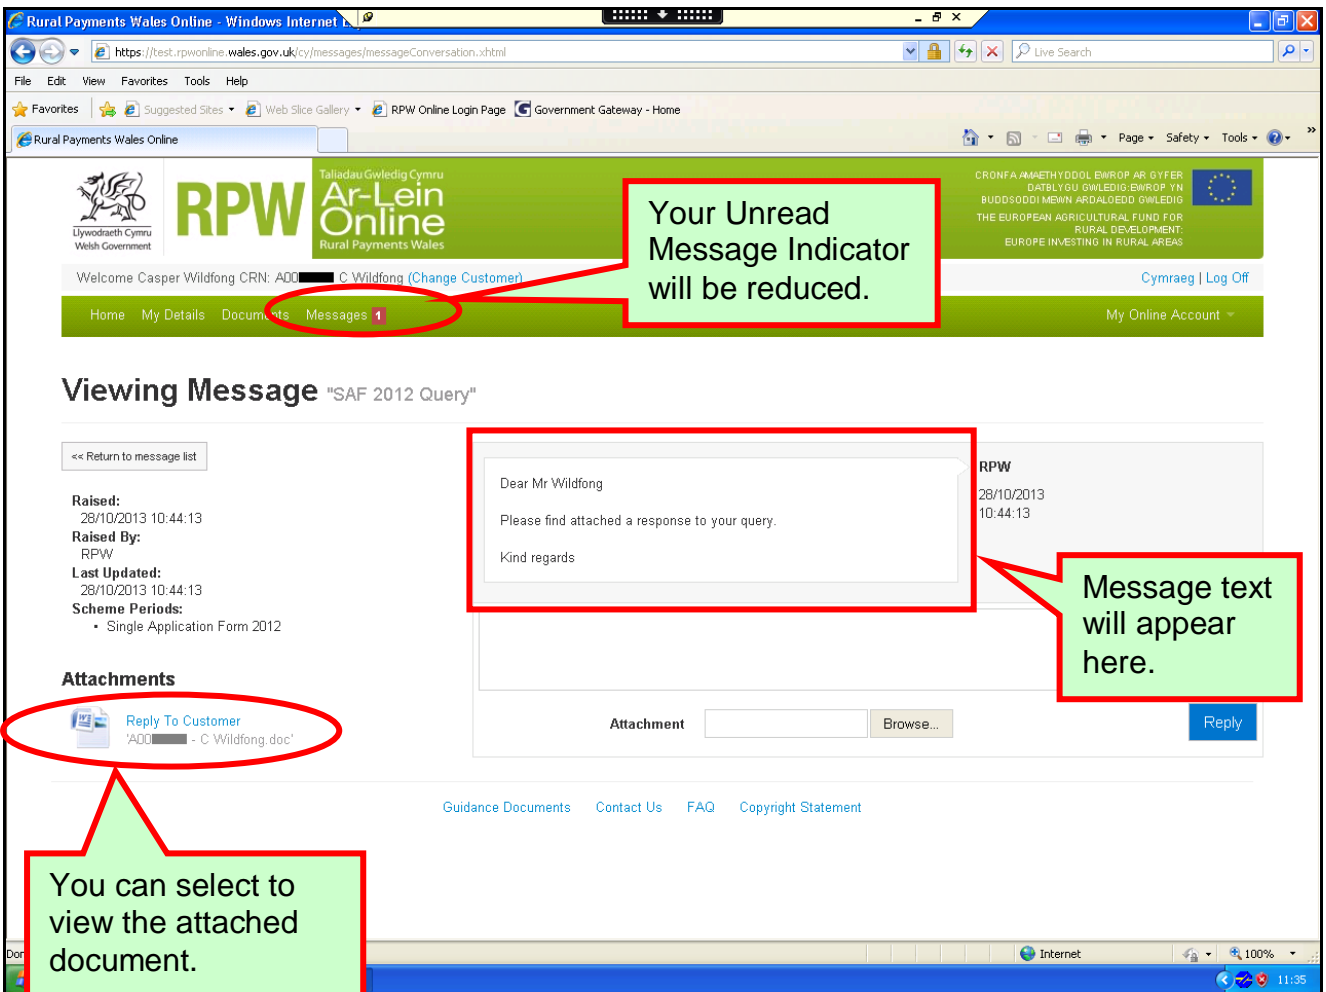 Rural Payments Wales Online - Windows Internet
https://test.rpwonline.wales.gov.uk/cy/messages/messageConversation.xhtml
Live Search
File Edit View Favorites Tools Help
Favorites Suggested Sites Web Slice Gallery RPW Online Login Page Government Gateway - Home
Rural Payments Wales Online
Page Safety Tools
Llywodraeth Cymru
Welsh Government
RPW
Taliadau Gwledig Cymru
Ar-Lein
Online
Rural Payments Wales
CRONFA AMAETHYDDOL EWROP AR GYFER
DATBLYGU GWLEDIG:EWROP YN
BUDDSODDI MEWN ARDALOEDD GWLEDIG
THE EUROPEAN AGRICULTURAL FUND FOR
RURAL DEVELOPMENT:
EUROPE INVESTING IN RURAL AREAS
Your Unread
Message Indicator
will be reduced.
Welcome Casper Wildfong CRN: A00 C Wildfong (Change Customer)
Cymraeg | Log Off
Home My Details Documents Messages 1
My Online Account
Viewing Message "SAF 2012 Query"
<< Return to message list
Raised:
28/10/2013 10:44:13
Raised By:
RPW
Last Updated:
28/10/2013 10:44:13
Scheme Periods:
• Single Application Form 2012
Dear Mr Wildfong
Please find attached a response to your query.
Kind regards
RPW
28/10/2013
10:44:13
Message text
will appear
here.
Attachments
Reply To Customer
'A00 - C Wildfong.doc'
Attachment Browse... Reply
Guidance Documents Contact Us FAQ Copyright Statement
You can select to
view the attached
document.
Internet
100%
11:35